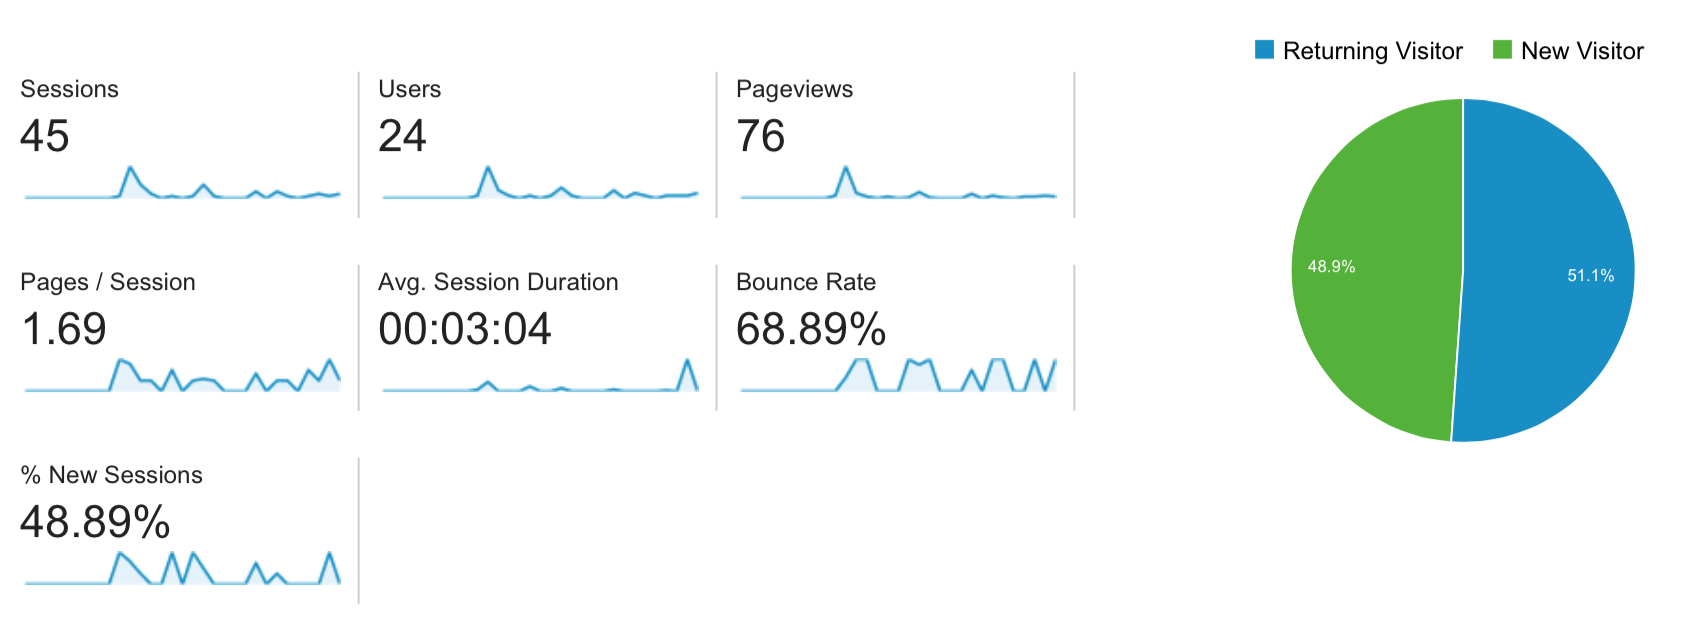 Returning Visitor New Visitor
Sessions Users Pageviews
45 24 76
Pages / Session Avg. Session Duration Bounce Rate
1.69 00:03:04 68.89%
48.9% 51.1%
% New Sessions
48.89%